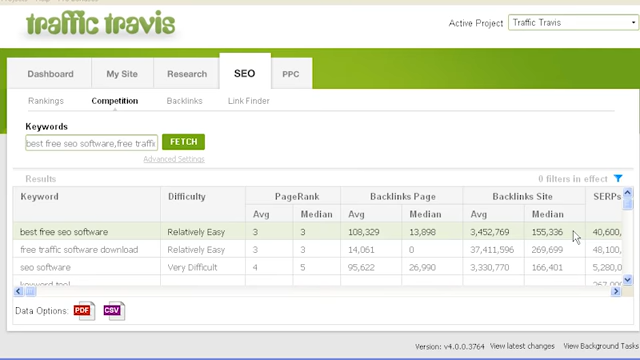 traffic travis
Active Project
Traffic Travis
Dashboard
My Site
Research
SEO
PPC
Rankings
Competition
Backlinks
Link Finder
Keywords
best free seo software,free traffi
FETCH
Advanced Settings
Results
0 filters in effect
Keyword Difficulty PageRank Backlinks Page Backlinks Site SERPs
Avg Median Avg Median Avg Median
best free seo software Relatively Easy 3 3 108,329 13,898 3,452,769 155,336 40,600,
free traffic software download Relatively Easy 3 3 14,061 0 37,411,596 269,699 48,100,
seo software Very Difficult 4 5 95,622 26,990 3,330,770 166,401 5,280,0
Data Options: PDF CSV
Version: v4.0.0.3764 View latest changes View Background Tasks